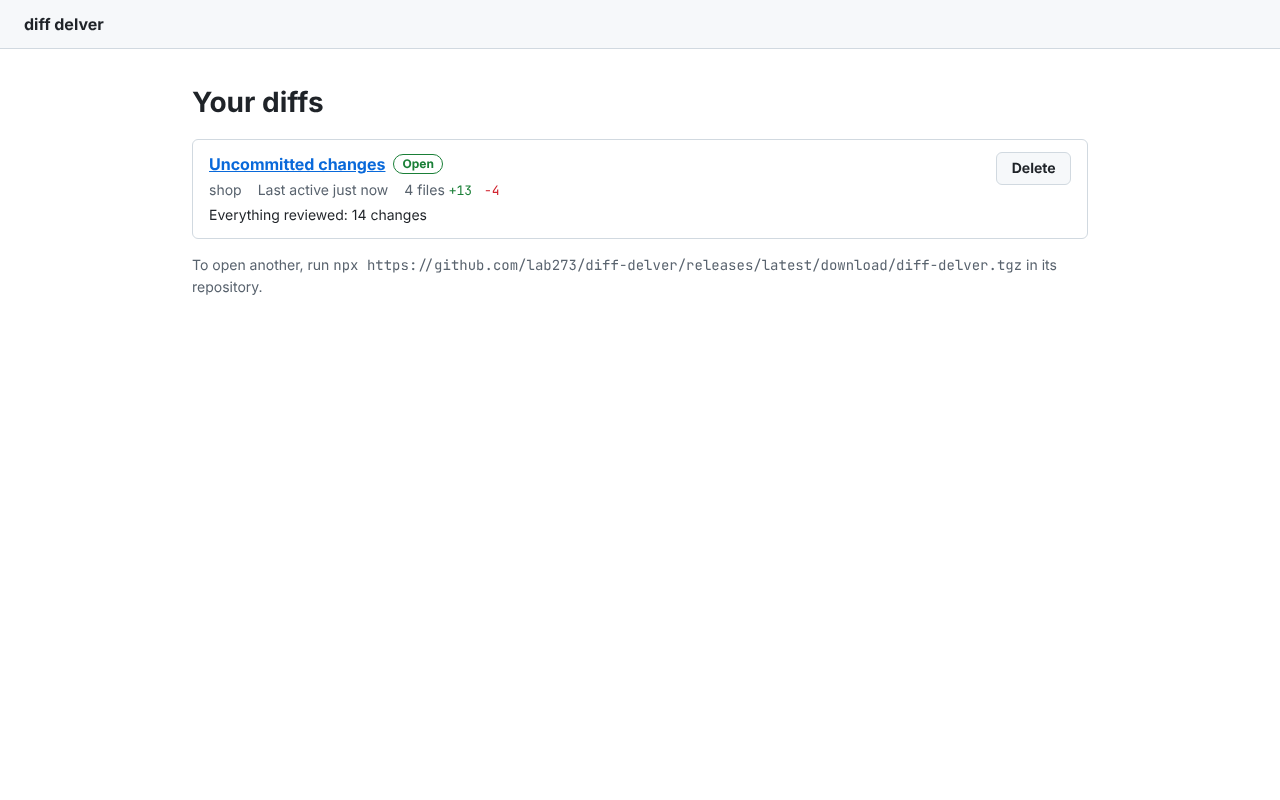 diff delver
Your diffs
Uncommitted changes Open
Delete
shop Last active just now 4 files +13 -4
Everything reviewed: 14 changes
To open another, run npx https://github.com/lab273/diff-delver/releases/latest/download/diff-delver.tgz in its
repository.